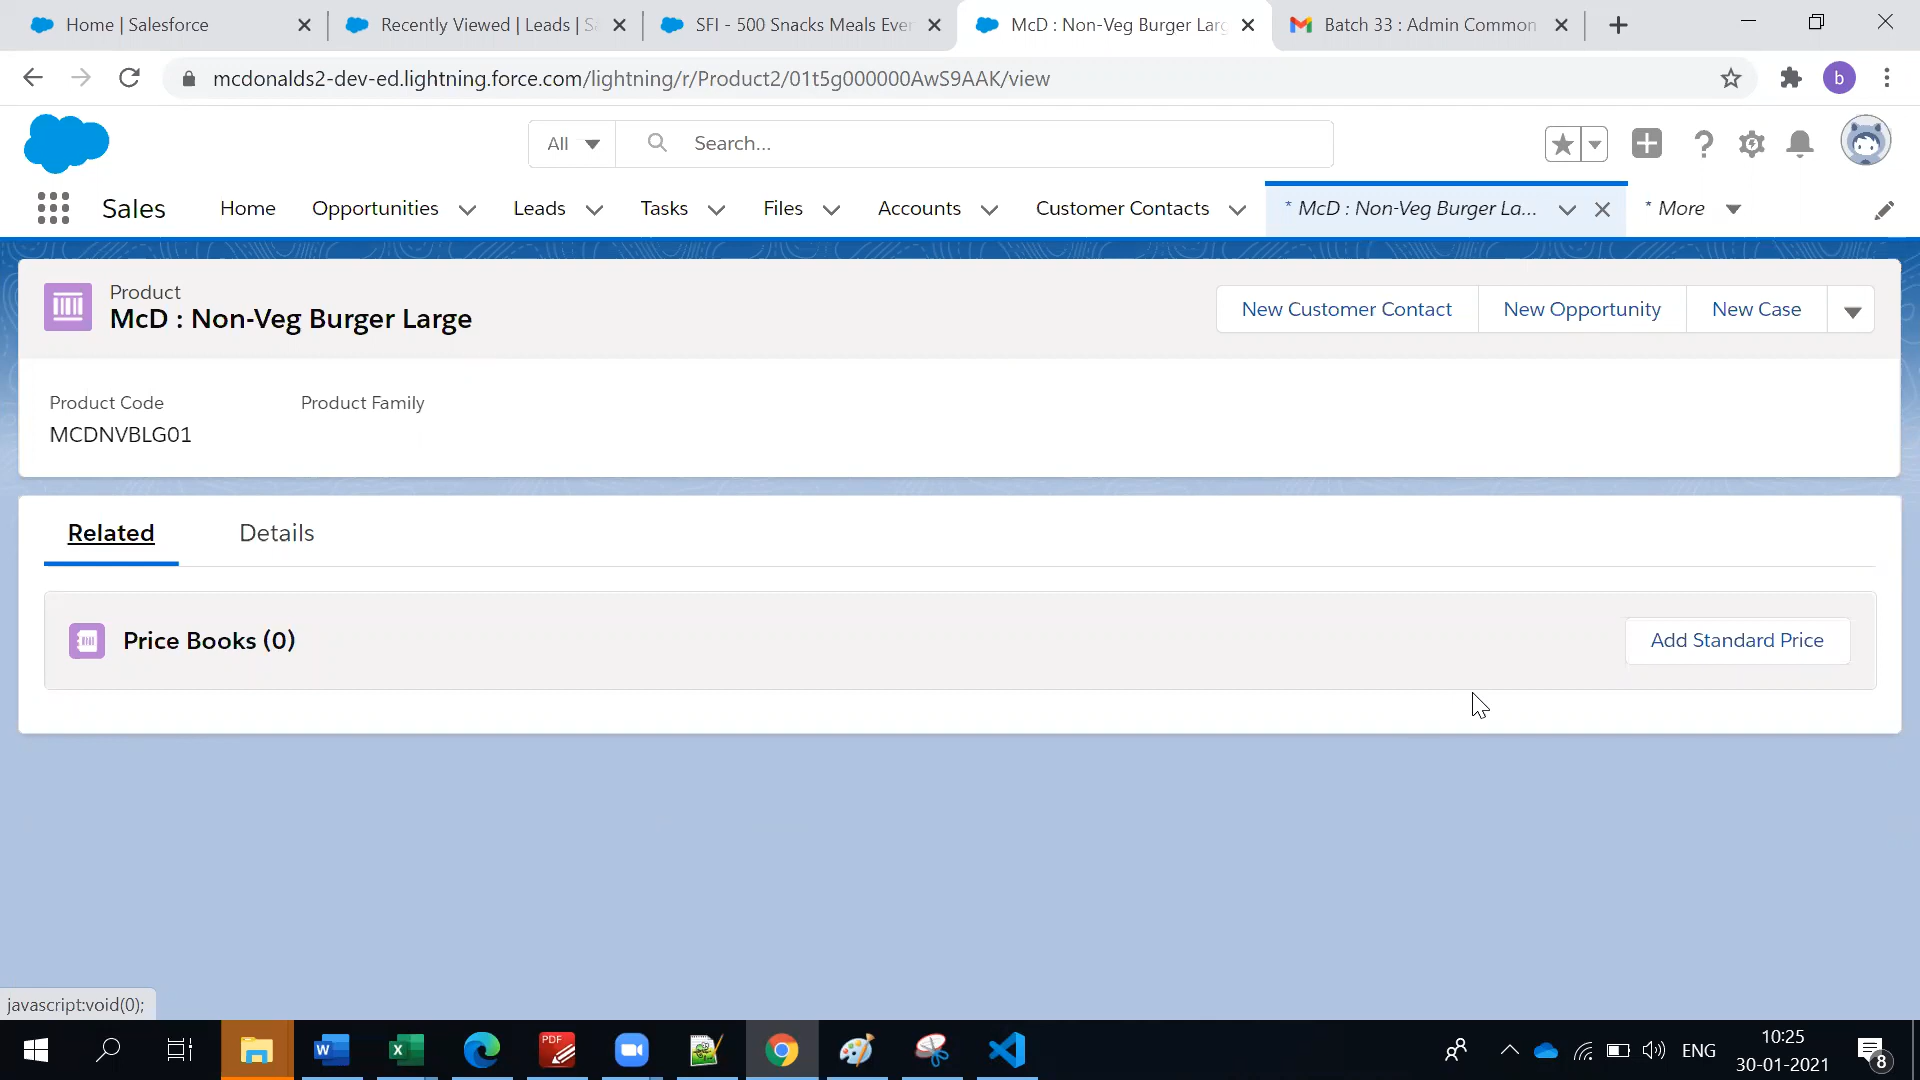 Home | Salesforce
Recently Viewed | Leads | S
SFI - 500 Snacks Meals Ever
McD : Non-Veg Burger Larg
Batch 33 : Admin Common
mcdonalds2-dev-ed.lightning.force.com/lightning/r/Product2/01t5g000000AwS9AAK/view
b
All
Search...
Sales
Home
Opportunities
Leads
Tasks
Files
Accounts
Customer Contacts
* McD : Non-Veg Burger La...
* More
Product
McD : Non-Veg Burger Large
New Customer Contact
New Opportunity
New Case
Product Code
Product Family
MCDNVBLG01
Related
Details
Price Books (0)
Add Standard Price
javascript:void(0);
PDF
ENG
10:25
30-01-2021
8